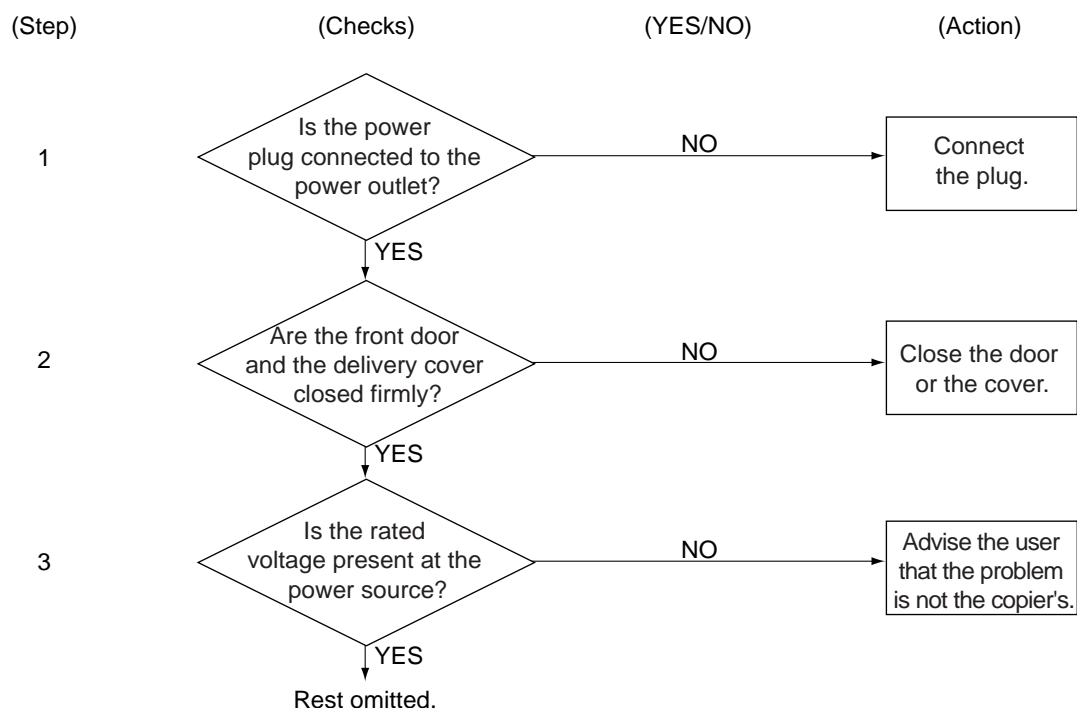 (Step) (Checks) (YES/NO) (Action)
1
Is the power
plug connected to the
power outlet?
NO
Connect
the plug.
YES
2
Are the front door
and the delivery cover
closed firmly?
NO
Close the door
or the cover.
YES
3
Is the rated
voltage present at the
power source?
NO
Advise the user
that the problem
is not the copier's.
YES
Rest omitted.